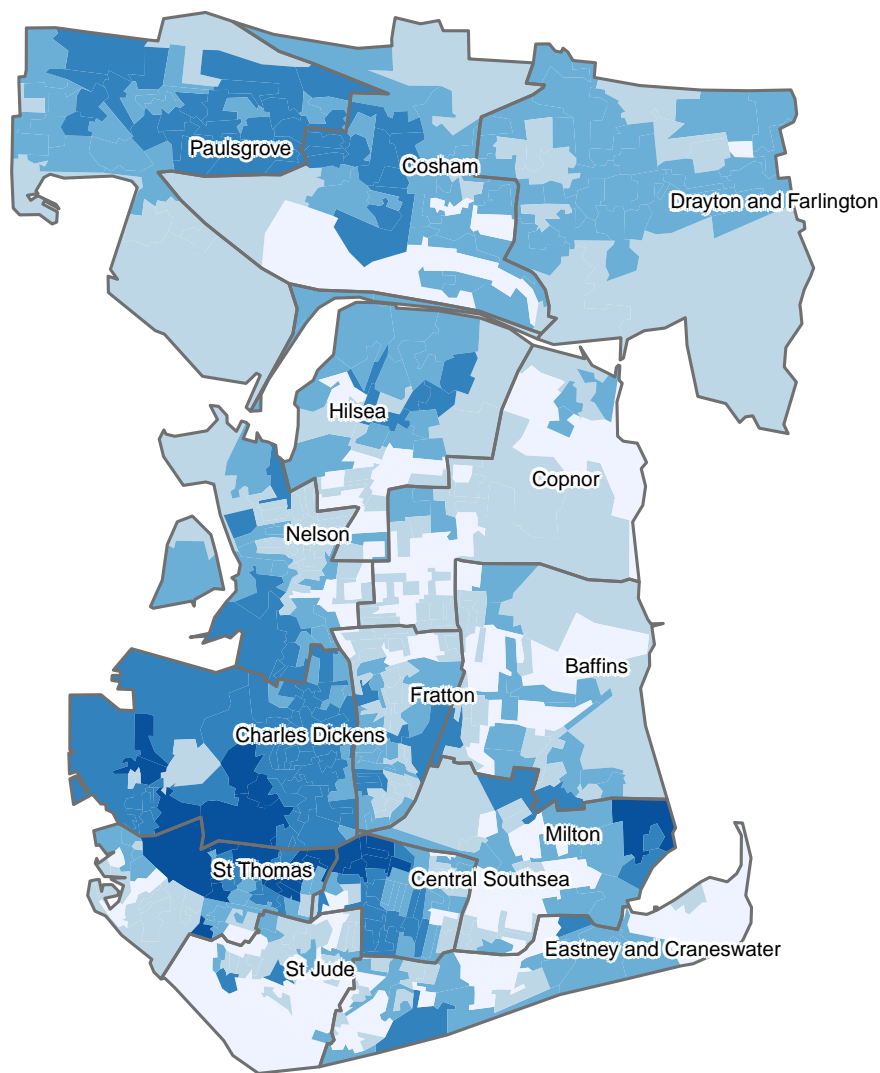 Paulsgrove
Cosham
Drayton and Farlington
Hilsea
Copnor
Nelson
Baffins
Fratton
Charles Dickens
Milton
St Thomas
Central Southsea
Eastney and Craneswater
St Jude